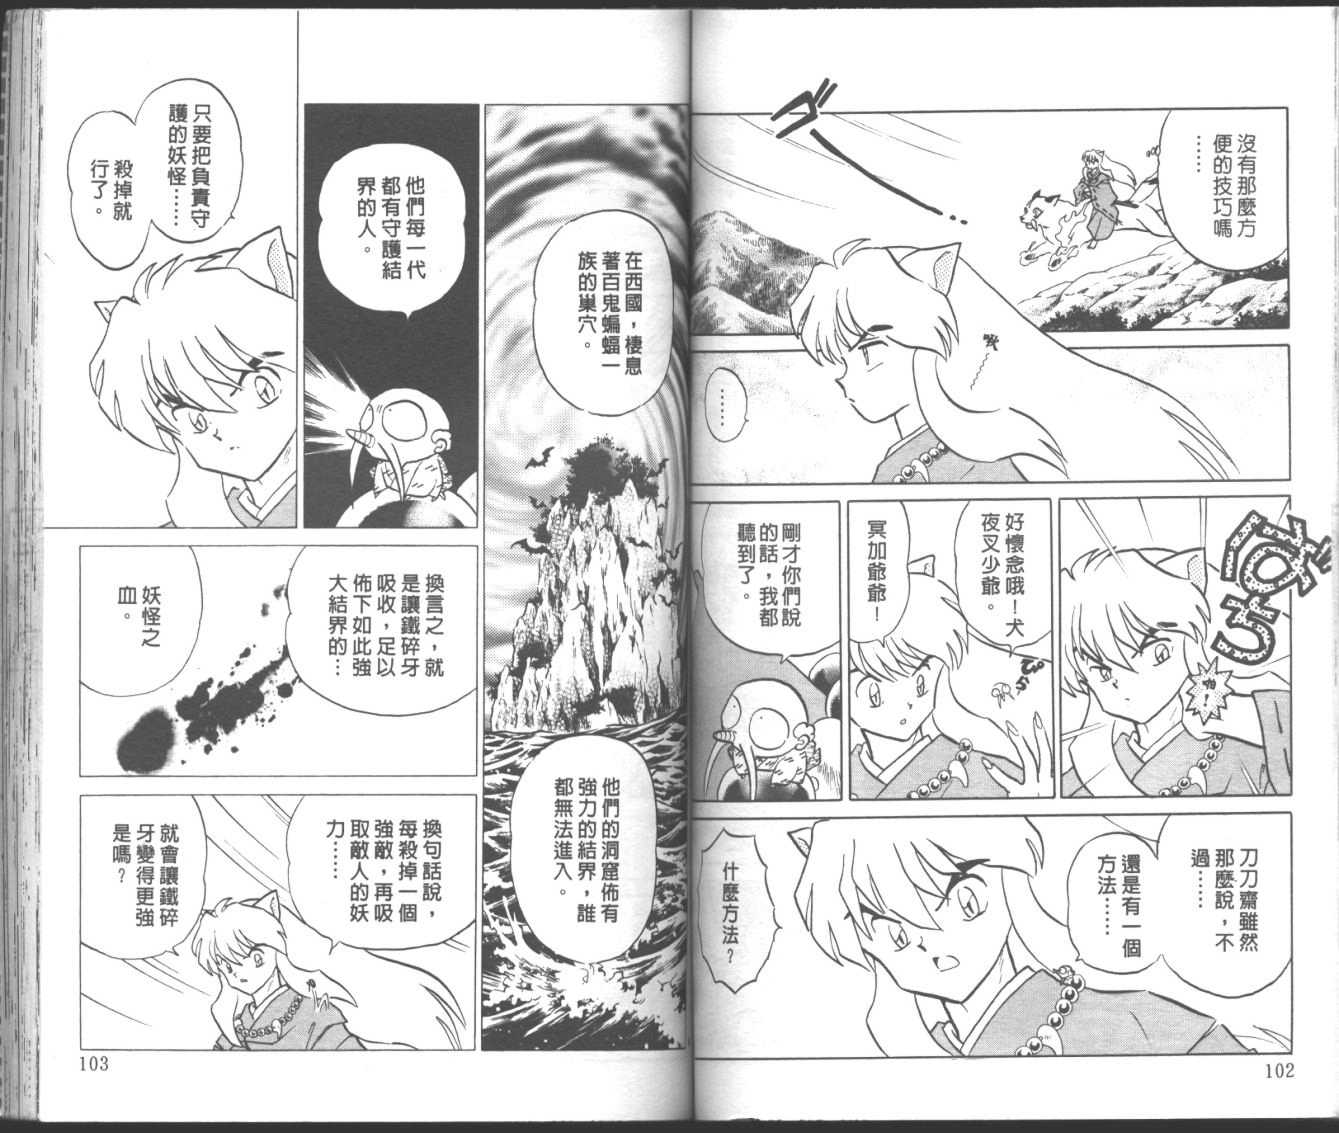 沒有那麼方
便的技巧嗎
……
……
ばち
好懷念哦！犬
夜叉少爺。
冥加爺爺！
剛才你們說
的話，我都
聽到了。
刀刀齋雖然
那麼說，不
過……
還是有一個
方法……
什麼方法？
102
在西國，棲息
著百鬼蝙蝠一
族的巢穴。
他們的洞窟佈有
強力的結界，誰
都無法進入。
他們每一代
都有守護結
界的人。
只要把負責守
護的妖怪……
殺掉就
行了。
換言之，就
是讓鐵碎牙
吸收，足以
佈下如此強
大結界的…
妖怪之
血。
換句話說，
每殺掉一個
強敵，再吸
取敵人的妖
力……
就會讓鐵碎
牙變得更強
是嗎？
103